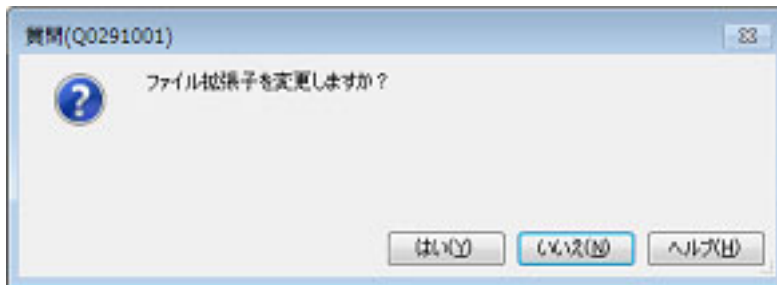 質問(Q0291001)
ファイル拡張子を変更しますか？
はい(Y)
いいえ(N)
ヘルプ(H)